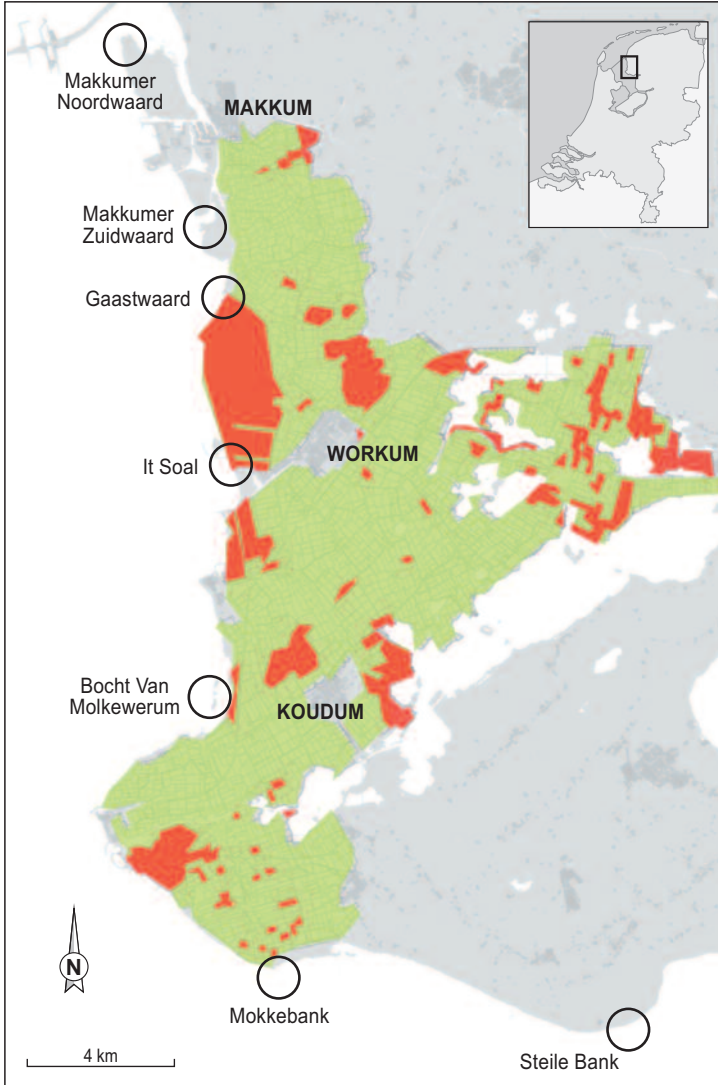 Makkumer
Noordwaard
MAKKUM
Makkumer
Zuidwaard
Gaastwaard
WORKUM
It Soal
Bocht Van
Molkewerum
KOUDUM
N
Mokkebank
4 km
Steile Bank